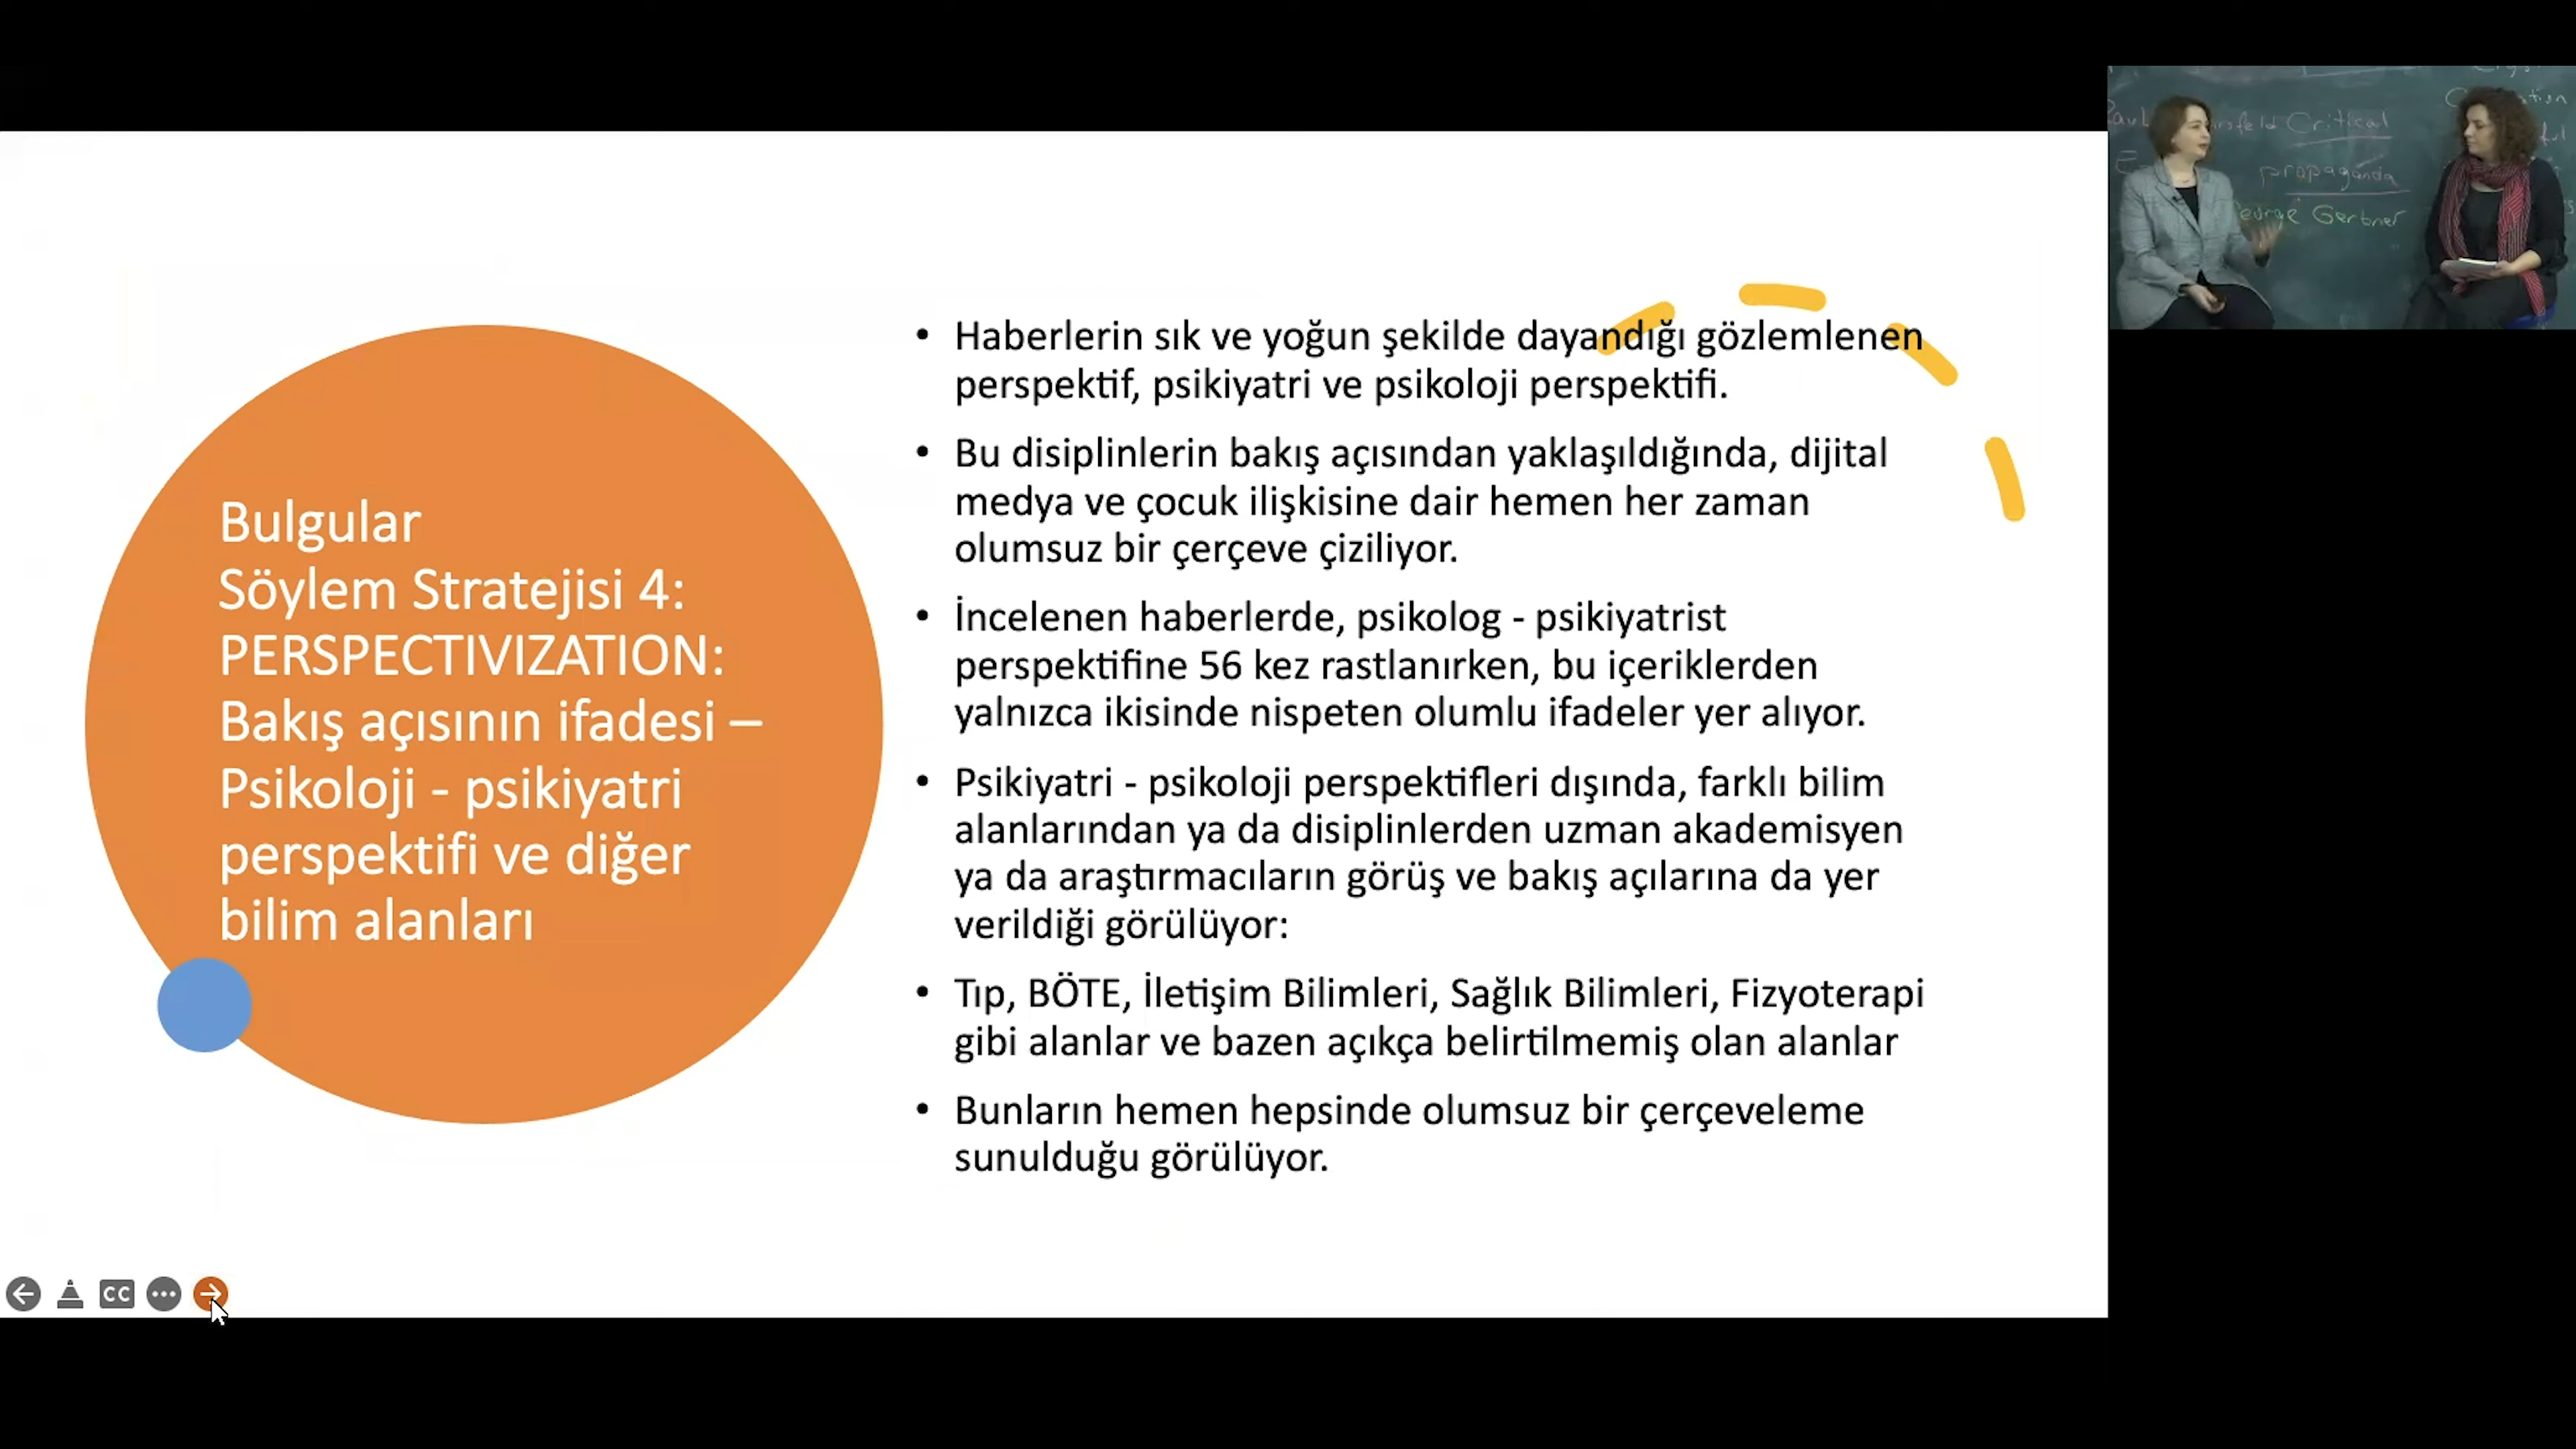 Bulgular
Söylem Stratejisi 4:
PERSPECTIVIZATION:
Bakış açısının ifadesi –
Psikoloji - psikiyatri
perspektifi ve diğer
bilim alanları
• Haberlerin sık ve yoğun şekilde dayandığı gözlemlenen
perspektif, psikiyatri ve psikoloji perspektifi.
• Bu disiplinlerin bakış açısından yaklaşıldığında, dijital
medya ve çocuk ilişkisine dair hemen her zaman
olumsuz bir çerçeve çiziliyor.
• İncelenen haberlerde, psikolog - psikiyatrist
perspektifine 56 kez rastlanırken, bu içeriklerden
yalnızca ikisinde nispeten olumlu ifadeler yer alıyor.
• Psikiyatri - psikoloji perspektifleri dışında, farklı bilim
alanlarından ya da disiplinlerden uzman akademisyen
ya da araştırmacıların görüş ve bakış açılarına da yer
verildiği görülüyor:
• Tıp, BÖTE, İletişim Bilimleri, Sağlık Bilimleri, Fizyoterapi
gibi alanlar ve bazen açıkça belirtilmemiş olan alanlar
• Bunların hemen hepsinde olumsuz bir çerçeveleme
sunulduğu görülüyor.
CC
Critical
propaganda
Gerbner